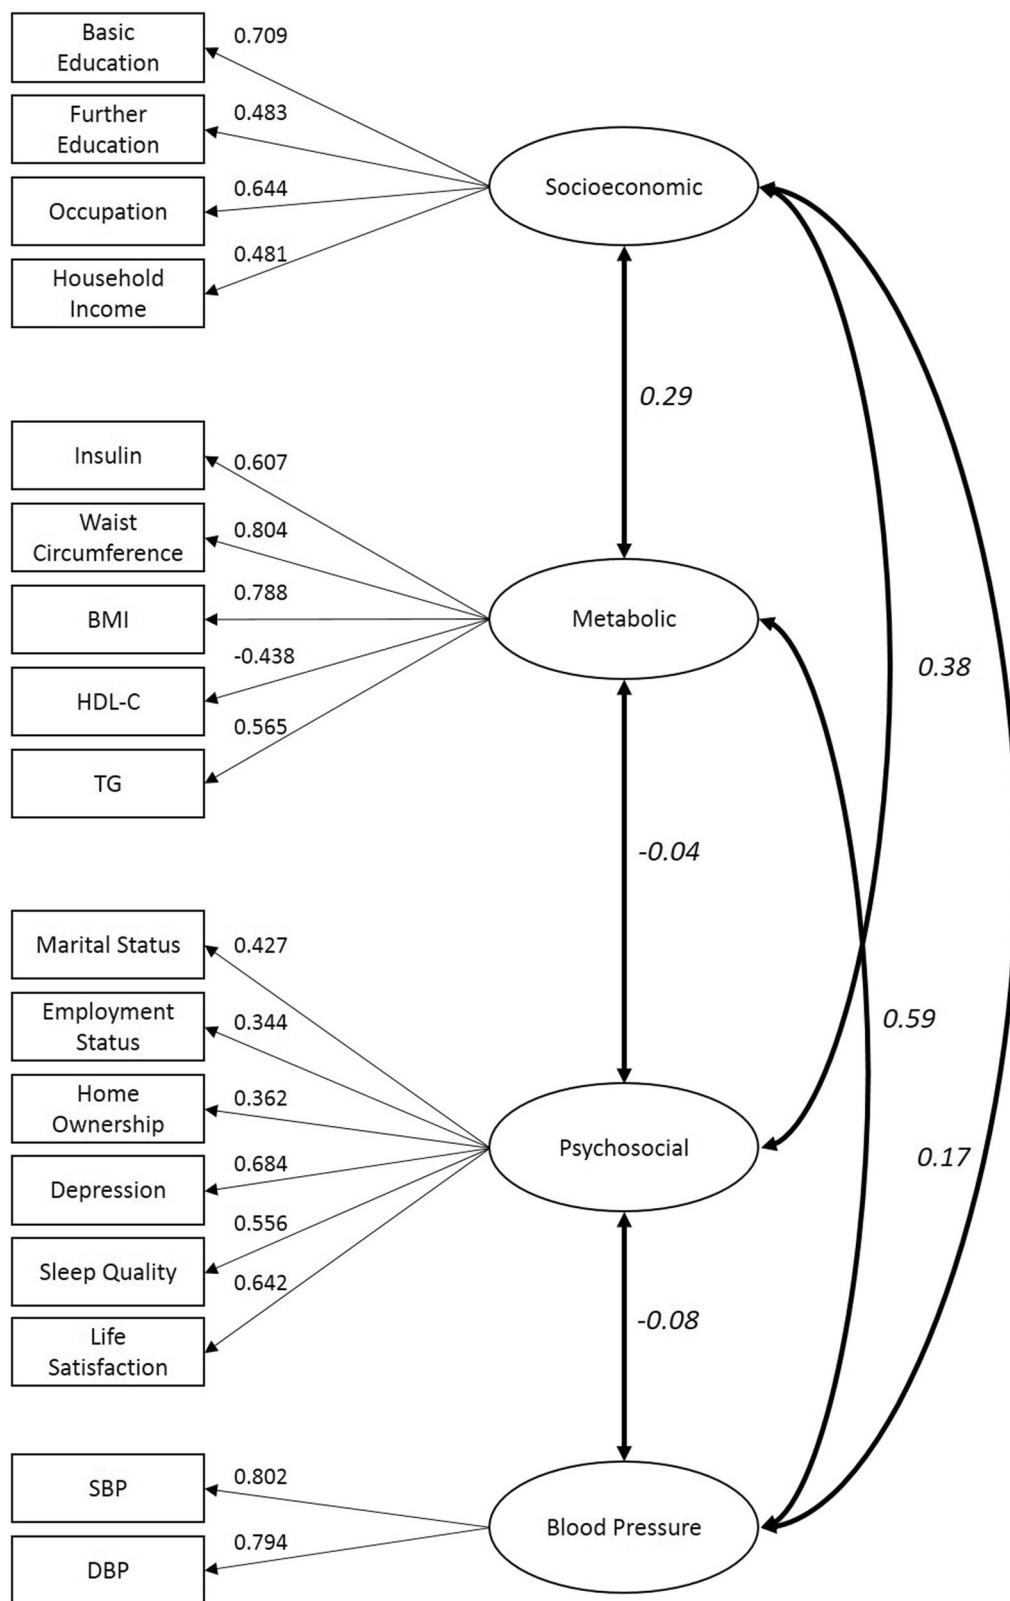 Basic
Education
0.709
Further
Education
0.483
Occupation
0.644
Household
Income
0.481
Socioeconomic
0.29
Insulin
0.607
Waist
Circumference
0.804
BMI
0.788
HDL-C
-0.438
TG
0.565
Metabolic
0.38
-0.04
Marital Status
0.427
Employment
Status
0.344
Home
Ownership
0.362
Depression
0.684
Sleep Quality
0.556
Life
Satisfaction
0.642
Psychosocial
0.59
0.17
-0.08
SBP
0.802
DBP
0.794
Blood Pressure